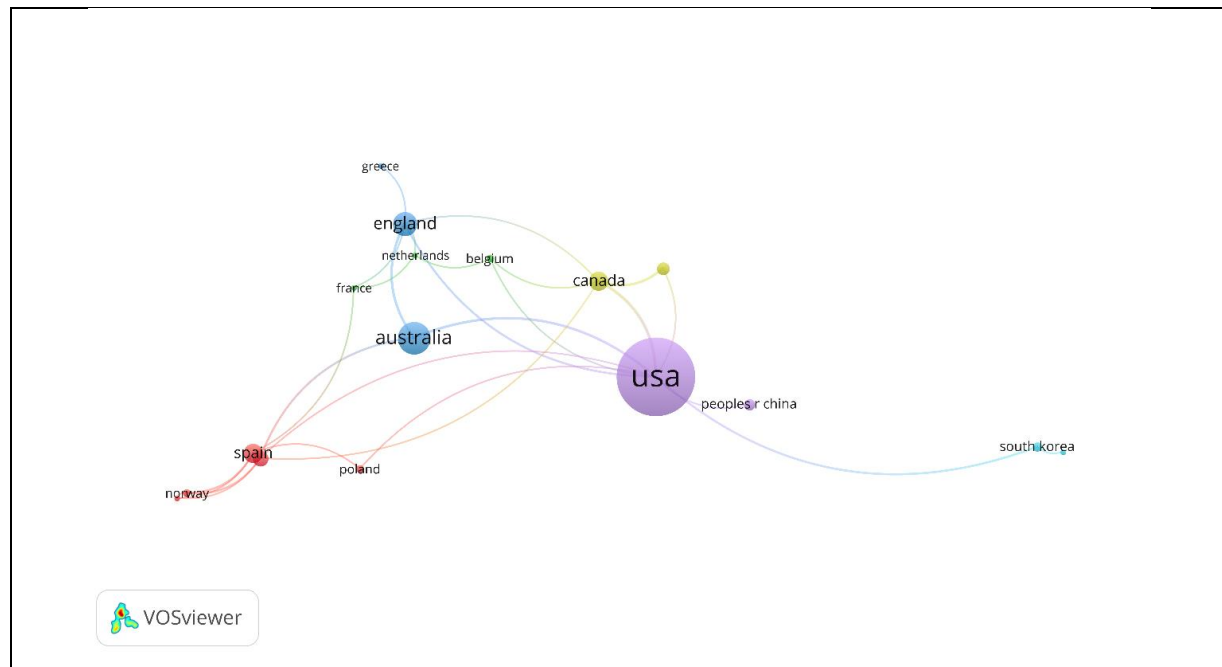 greece
england
netherlands
belgium
france
canada
australia
usa
peoples r china
south korea
spain
poland
norway
VOSviewer